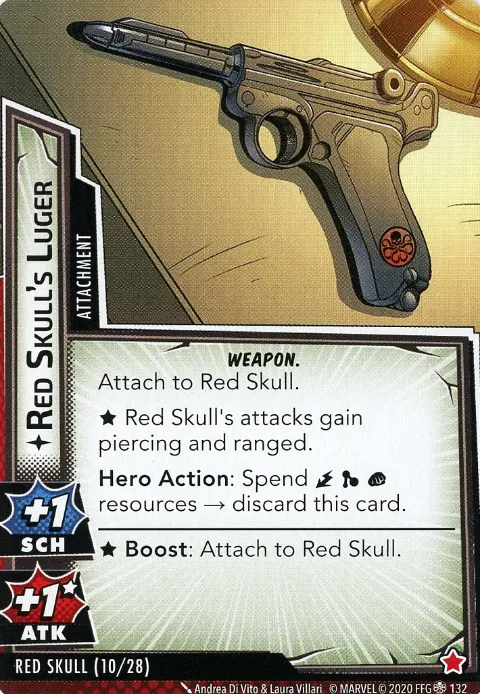 RED SKULL'S LUGER
ATTACHMENT
WEAPON.
Attach to Red Skull.
★ Red Skull's attacks gain
piercing and ranged.
Hero Action: Spend
resources → discard this card.
★ Boost: Attach to Red Skull.
+1
SCH
+1★
ATK
RED SKULL (10/28)
Andrea Di Vito & Laura Villari © MARVEL © 2020 FFG 132